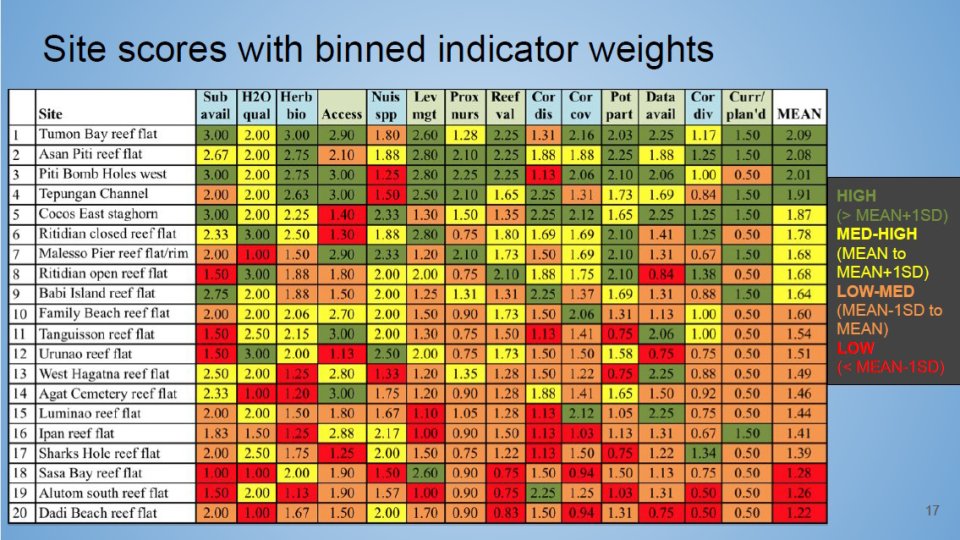 Site scores with binned indicator weights
Sub H2O Herb Nuis Lev Prox Reef Cor Cor Pot Data Cor Curr/
Site avail qual bio Access spp mgt nurs val dis cov part avail div plan'd MEAN
1 Tumon Bay reef flat 3.00 2.00 3.00 2.90 1.80 2.60 1.28 2.25 1.31 2.16 2.03 2.25 1.17 1.50 2.09
2 Asan Piti reef flat 2.67 2.00 2.75 2.10 1.88 2.80 2.10 2.25 1.88 1.88 2.25 1.88 1.25 1.50 2.08
3 Piti Bomb Holes west 3.00 2.00 2.75 3.00 1.25 2.80 2.25 2.25 1.13 2.06 2.10 2.06 1.00 0.50 2.01
4 Tepungan Channel 2.00 2.00 2.63 3.00 1.50 2.50 2.10 1.65 2.25 1.31 1.73 1.69 0.84 1.50 1.91
5 Cocos East staghorn 3.00 2.00 2.25 1.40 2.33 1.30 1.50 1.35 2.25 2.12 1.65 2.25 1.25 1.50 1.87
6 Ritidian closed reef flat 2.33 3.00 2.50 1.30 1.88 2.80 0.75 1.80 1.69 1.69 2.10 1.41 1.25 0.50 1.78
7 Malesso Pier reef flat/rim 2.00 1.00 1.50 2.90 2.33 1.20 2.10 1.73 1.50 1.69 2.10 1.31 0.67 1.50 1.68
8 Ritidian open reef flat 1.50 3.00 1.88 1.80 2.00 2.00 0.75 2.10 1.88 1.75 2.10 0.84 1.38 0.50 1.68
9 Babi Island reef flat 2.75 2.00 1.88 1.50 2.00 1.25 1.31 1.31 2.25 1.37 1.69 1.31 0.88 1.50 1.64
10 Family Beach reef flat 2.00 2.00 2.06 2.70 2.00 1.50 0.90 1.73 1.50 2.06 1.31 1.13 1.00 0.50 1.60
11 Tanguisson reef flat 1.50 2.50 2.15 3.00 2.00 1.30 0.75 1.50 1.13 1.41 0.75 2.06 1.00 0.50 1.54
12 Urunao reef flat 1.50 3.00 2.00 1.13 2.50 2.00 0.75 1.73 1.50 1.50 1.58 0.75 0.75 0.50 1.51
13 West Hagatna reef flat 2.50 2.00 1.25 2.80 1.33 1.20 1.35 1.28 1.50 1.22 0.75 2.25 0.88 0.50 1.49
14 Agat Cemetery reef flat 2.33 1.00 1.20 3.00 1.75 1.20 0.90 1.28 1.88 1.41 1.65 1.50 0.92 0.50 1.46
15 Luminao reef flat 2.00 2.00 1.50 1.80 1.67 1.10 1.05 1.28 1.13 2.12 1.05 2.25 0.75 0.50 1.44
16 Ipan reef flat 1.83 1.50 1.25 2.88 2.17 1.00 0.90 1.50 1.13 1.03 1.13 1.31 0.67 1.50 1.41
17 Sharks Hole reef flat 2.00 2.50 1.75 1.25 2.00 1.50 0.75 1.22 1.13 1.50 0.75 1.22 1.34 0.50 1.39
18 Sasa Bay reef flat 1.00 1.00 2.00 1.90 1.50 2.60 0.90 0.75 1.50 0.94 1.50 1.13 0.75 0.50 1.28
19 Alutom south reef flat 1.50 2.00 1.13 1.90 1.57 1.00 0.90 0.75 2.25 1.25 1.03 1.31 0.50 0.50 1.26
20 Dadi Beach reef flat 2.00 1.00 1.67 1.50 2.00 1.70 0.90 0.83 1.50 0.94 1.31 0.75 0.50 0.50 1.22
HIGH
(> MEAN+1SD)
MED-HIGH
(MEAN to
MEAN+1SD)
LOW-MED
(MEAN-1SD to
MEAN)
LOW
(< MEAN-1SD)
17